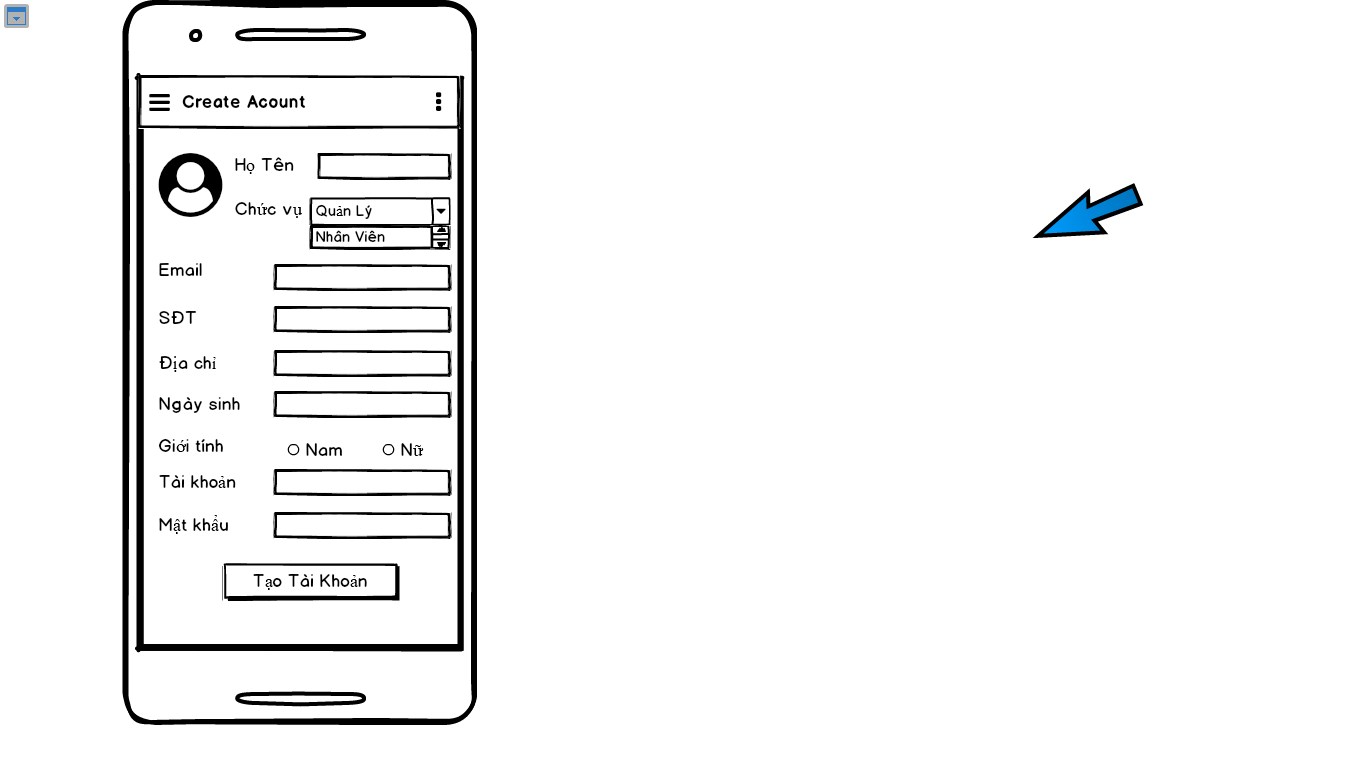 Create Acount
Họ Tên
Chức vụ Quản Lý
Nhân Viên
Email
SĐT
Địa chỉ
Ngày sinh
Giới tính Nam Nữ
Tài khoản
Mật khẩu
Tạo Tài Khoản